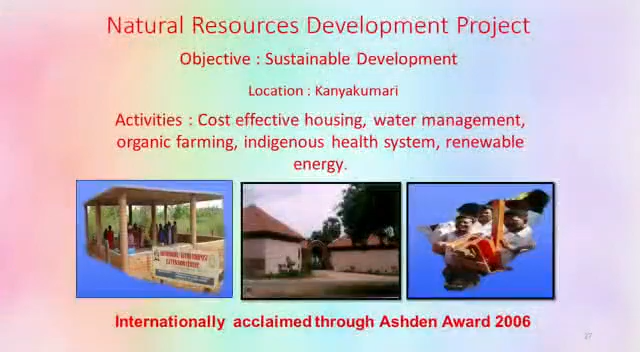 Natural Resources Development Project
Objective : Sustainable Development
Location : Kanyakumari
Activities : Cost effective housing, water management,
organic farming, indigenous health system, renewable
energy.
Internationally acclaimed through Ashden Award 2006
27